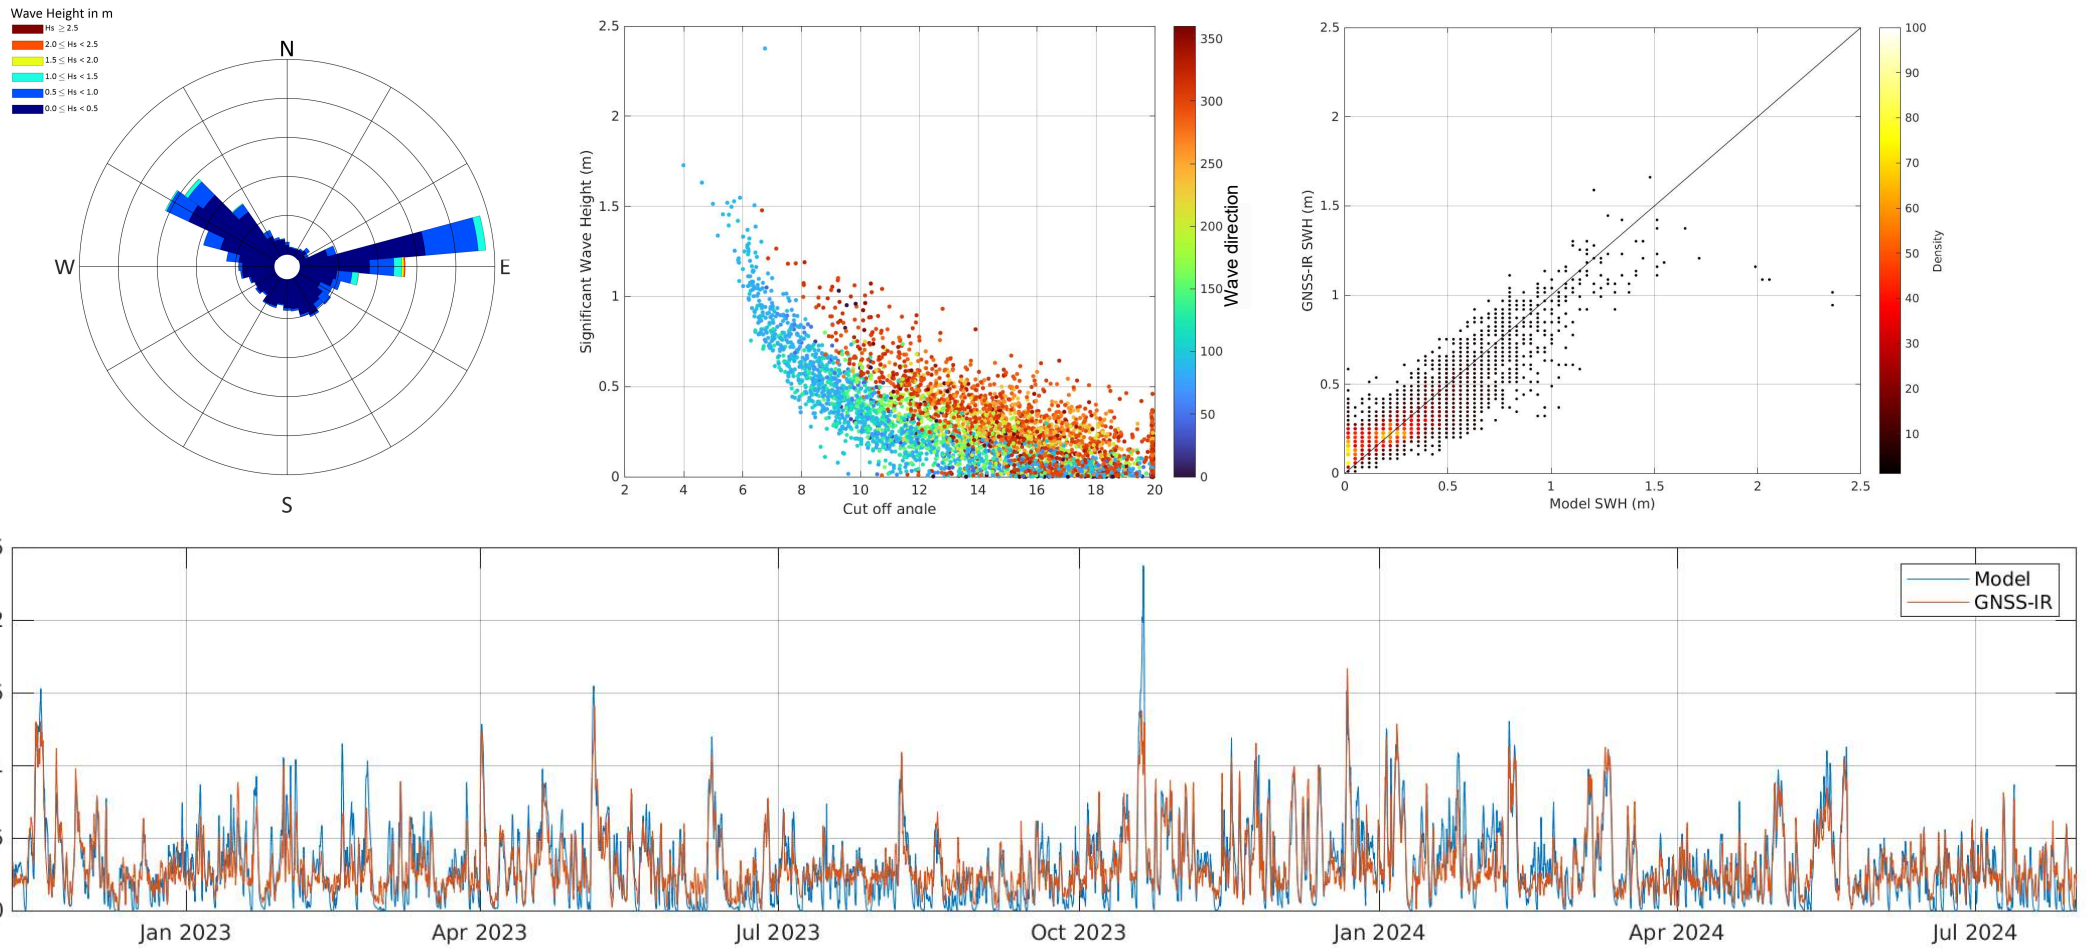 Wave Height in m
Hs ≥ 2.5
2.0 ≤ Hs < 2.5
1.5 ≤ Hs < 2.0
1.0 ≤ Hs < 1.5
0.5 ≤ Hs < 1.0
0.0 ≤ Hs < 0.5
N
W
E
S
2.5
2
1.5
1
0.5
0
Significant Wave Height (m)
2 4 6 8 10 12 14 16 18 20
Cut off angle
350
300
250
200
150
100
50
0
Wave direction
2.5
2
1.5
1
0.5
0
GNSS-IR SWH (m)
0 0.5 1 1.5 2 2.5
Model SWH (m)
100
90
80
70
60
50
40
30
20
10
Density
Model
GNSS-IR
Jan 2023 Apr 2023 Jul 2023 Oct 2023 Jan 2024 Apr 2024 Jul 2024